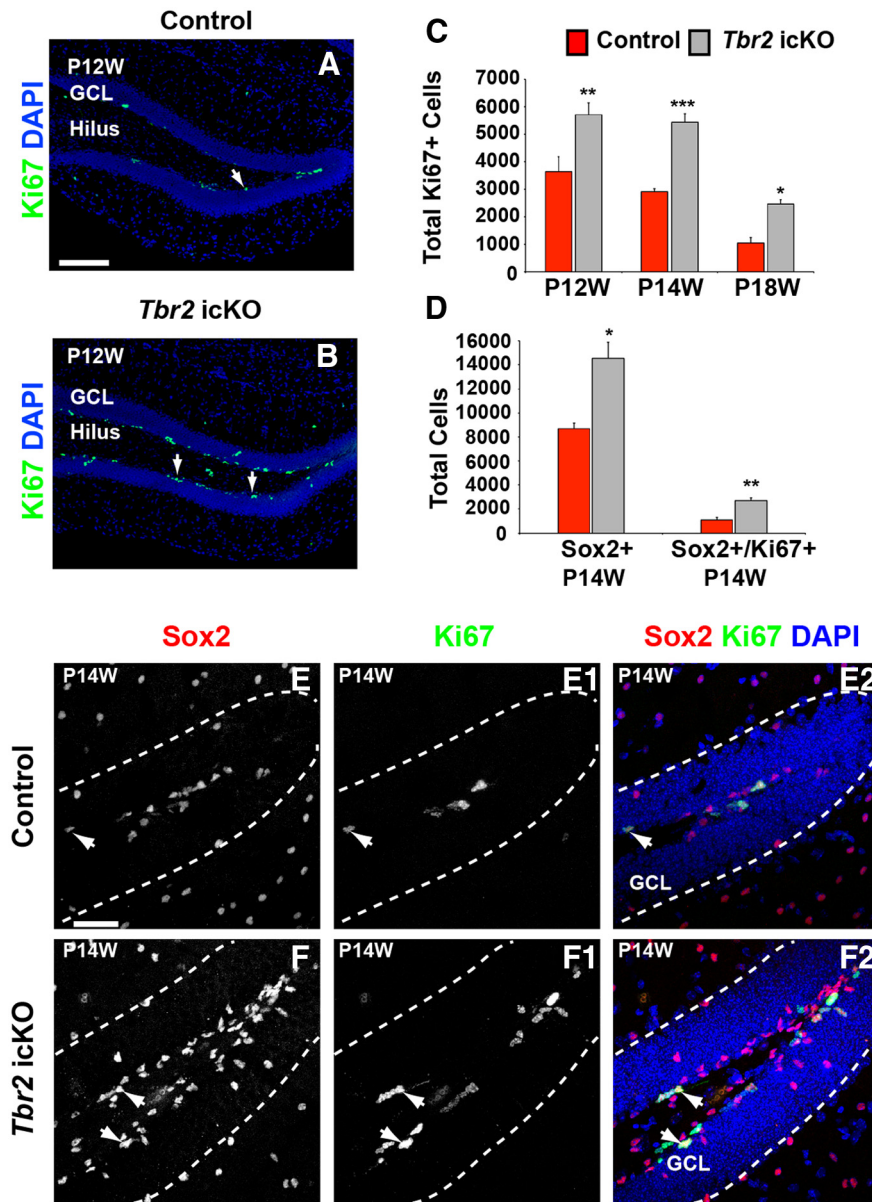 Control
A
P12W
GCL
Hilus
Ki67 DAPI
Tbr2 icKO
B
P12W
GCL
Hilus
Ki67 DAPI
C
Control
Tbr2 icKO
Total Ki67+ Cells
7000
6000
5000
4000
3000
2000
1000
0
**
***
*
P12W P14W P18W
D
Total Cells
16000
14000
12000
10000
8000
6000
4000
2000
0
*
**
Sox2+ Sox2+/Ki67+
P14W P14W
Sox2 Ki67 Sox2 Ki67 DAPI
Control
P14W E
P14W E1
P14W E2
GCL
Tbr2 icKO
P14W F
P14W F1
P14W F2
GCL